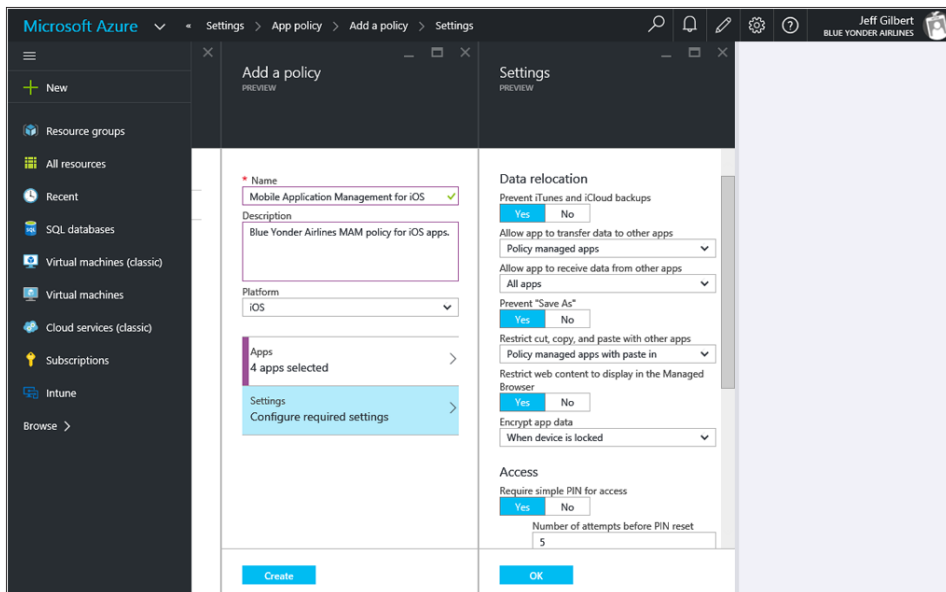 Microsoft Azure
« Settings > App policy > Add a policy > Settings
Jeff Gilbert
BLUE YONDER AIRLINES
New
Resource groups
All resources
Recent
SQL databases
Virtual machines (classic)
Virtual machines
Cloud services (classic)
Subscriptions
Intune
Browse >
Add a policy
PREVIEW
* Name
Mobile Application Management for iOS
Description
Blue Yonder Airlines MAM policy for iOS apps.
Platform
iOS
Apps
4 apps selected
Settings
Configure required settings
Create
Settings
PREVIEW
Data relocation
Prevent iTunes and iCloud backups
Yes No
Allow app to transfer data to other apps
Policy managed apps
Allow app to receive data from other apps
All apps
Prevent "Save As"
Yes No
Restrict cut, copy, and paste with other apps
Policy managed apps with paste in
Restrict web content to display in the Managed
Browser
Yes No
Encrypt app data
When device is locked
Access
Require simple PIN for access
Yes No
Number of attempts before PIN reset
5
OK